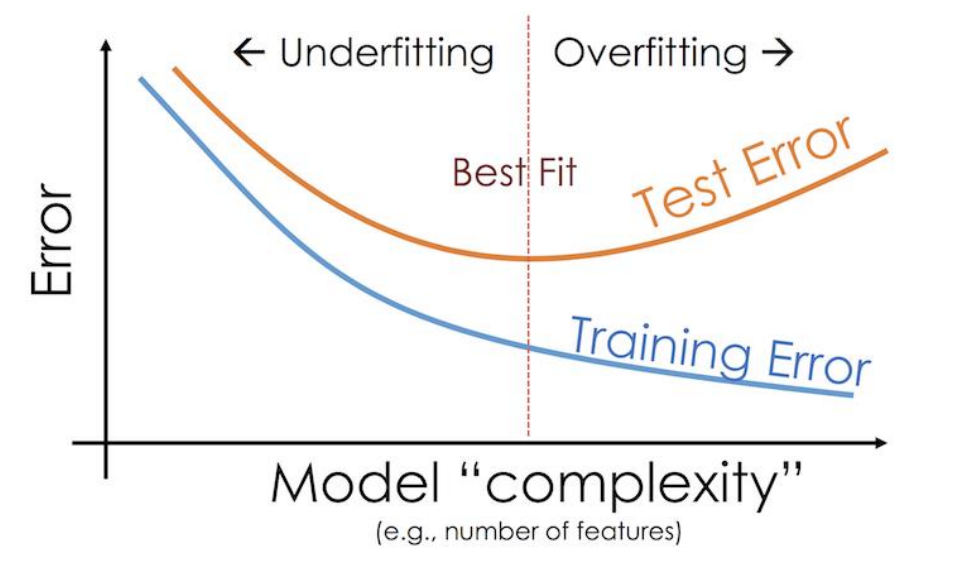 ← Underfitting
Overfitting →
Best Fit
Test Error
Error
Training Error
Model “complexity”
(e.g., number of features)